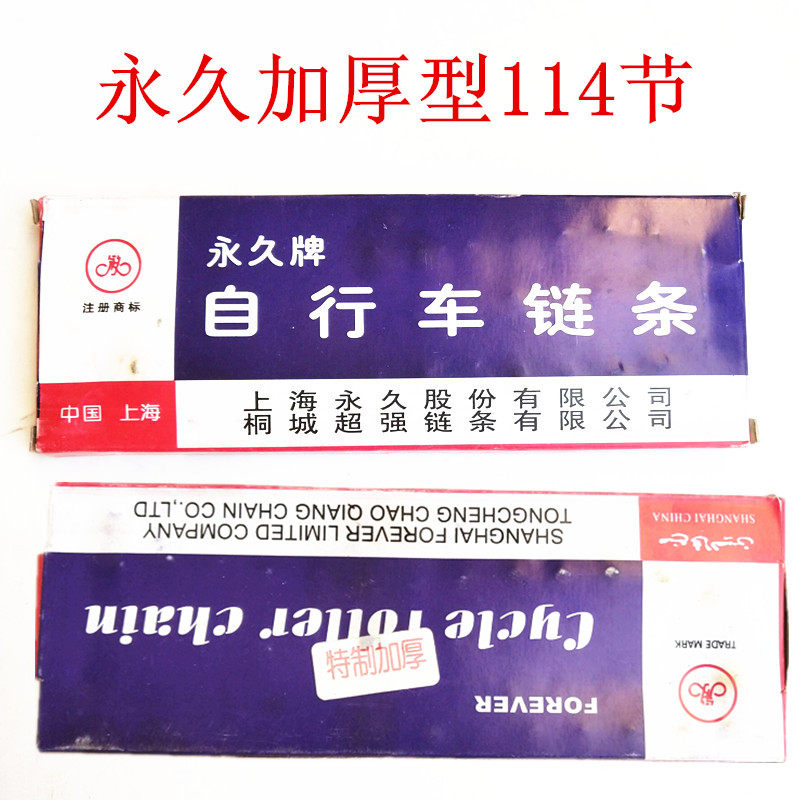 永久加厚型114节
永久牌
自行车链条
注册商标
中国 上海
上海永久股份有限公司
桐城超强链条有限公司
FOREVER
Cycle roller chain
特制加厚
TRADE MARK
SHANGHAI FOREVER LIMITED COMPANY
TONGCHENG CHAO QIANG CHAIN CO.,LTD
SHANGHAI CHINA